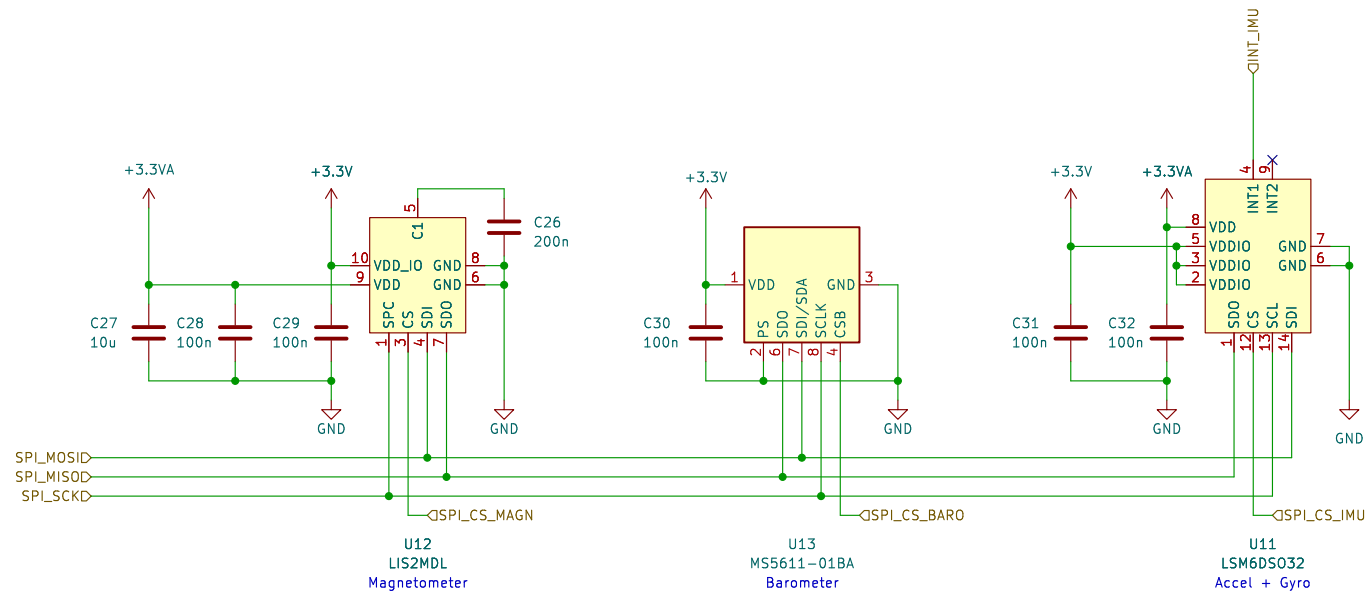 INT_IMU
+3.3VA
+3.3V
+3.3V
+3.3V
+3.3VA
C26
200n
C27
10u
C28
100n
C29
100n
5
C1
10
VDD_IO
9
VDD
GND
8
GND
6
SPC
CS
SDI
SDO
1
3
4
7
GND
GND
C30
100n
1
VDD
GND
3
PS
SDO
SDI/SDA
SCLK
CSB
2
6
7
8
4
GND
C31
100n
C32
100n
4
9
INT1
INT2
8
VDD
5
VDDIO
3
VDDIO
2
VDDIO
GND
7
GND
6
SDO
CS
SCL
SDI
1
12
13
14
GND
GND
SPI_MOSI
SPI_MISO
SPI_SCK
SPI_CS_MAGN
SPI_CS_BARO
SPI_CS_IMU
U12
LIS2MDL
Magnetometer
U13
MS5611-01BA
Barometer
U11
LSM6DSO32
Accel + Gyro